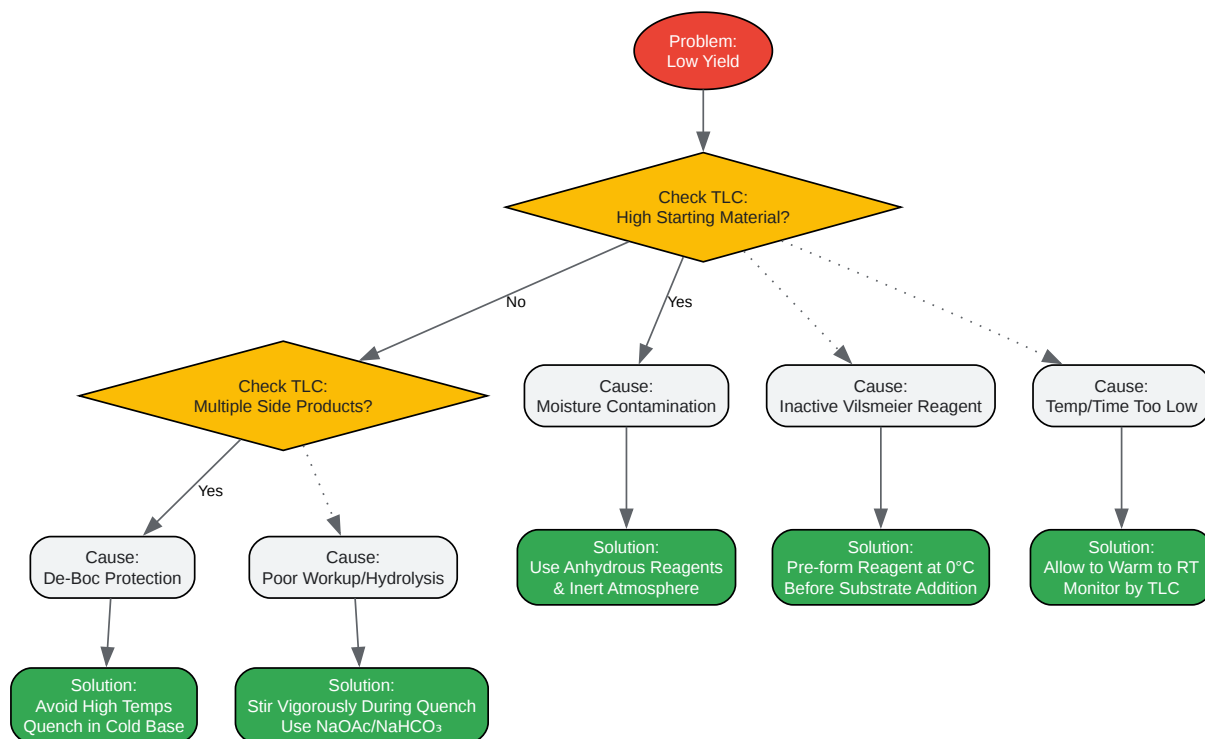 Problem:
Low Yield
Check TLC:
High Starting Material?
No
Yes
Check TLC:
Multiple Side Products?
Cause:
Moisture Contamination
Cause:
Inactive Vilsmeier Reagent
Cause:
Temp/Time Too Low
Yes
Cause:
De-Boc Protection
Cause:
Poor Workup/Hydrolysis
Solution:
Use Anhydrous Reagents
& Inert Atmosphere
Solution:
Pre-form Reagent at 0°C
Before Substrate Addition
Solution:
Allow to Warm to RT
Monitor by TLC
Solution:
Avoid High Temps
Quench in Cold Base
Solution:
Stir Vigorously During Quench
Use NaOAc/NaHCO₃